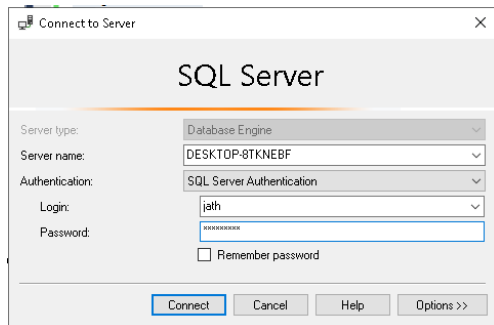 Connect to Server
SQL Server
Server type: Database Engine
Server name: DESKTOP-8TKNEBF
Authentication: SQL Server Authentication
Login: jath
Password: *********
Remember password
Connect Cancel Help Options >>